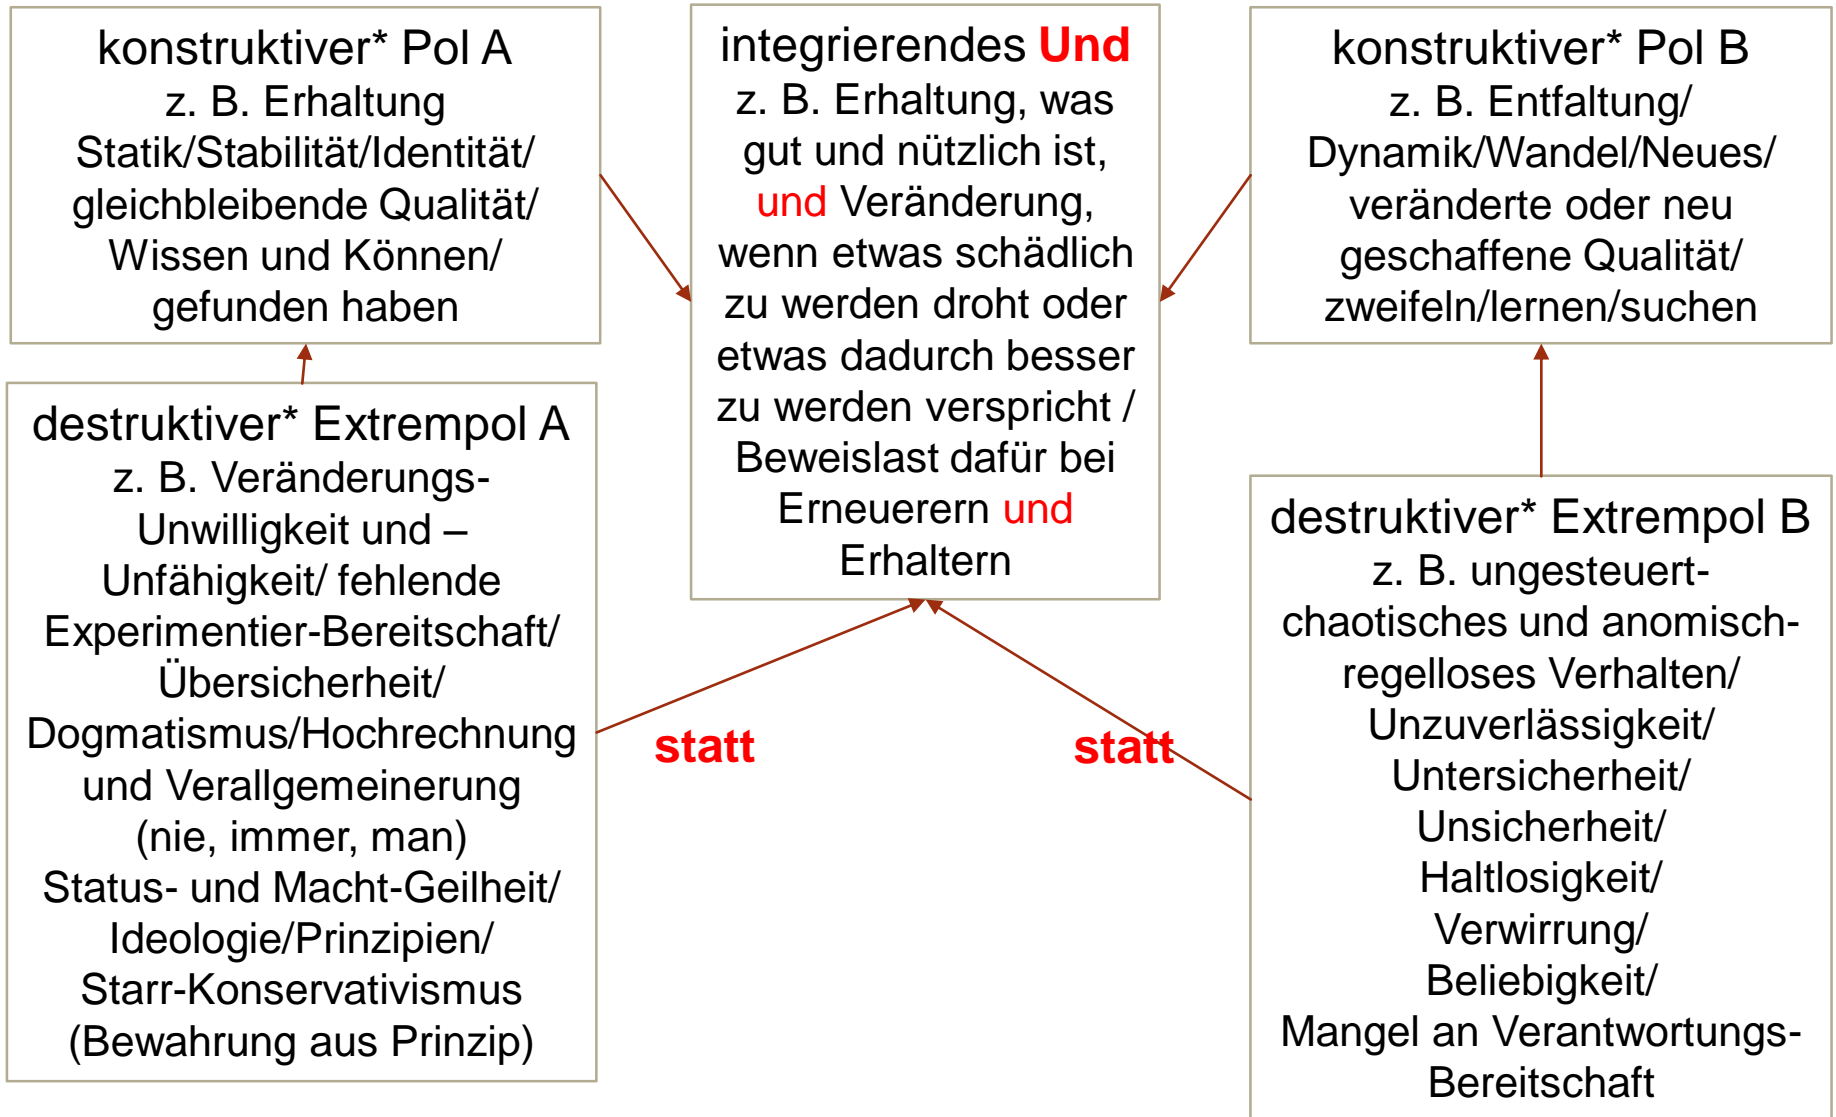 konstruktiver* Pol A
z. B. Erhaltung
Statik/Stabilität/Identität/
gleichbleibende Qualität/
Wissen und Können/
gefunden haben
integrierendes Und
z. B. Erhaltung, was
gut und nützlich ist,
und Veränderung,
wenn etwas schädlich
zu werden droht oder
etwas dadurch besser
zu werden verspricht /
Beweislast dafür bei
Erneuerern und
Erhaltern
konstruktiver* Pol B
z. B. Entfaltung/
Dynamik/Wandel/Neues/
veränderte oder neu
geschaffene Qualität/
zweifeln/lernen/suchen
destruktiver* Extrempol A
z. B. Veränderungs-
Unwilligkeit und –
Unfähigkeit/ fehlende
Experimentier-Bereitschaft/
Übersicherheit/
Dogmatismus/Hochrechnung
und Verallgemeinerung
(nie, immer, man)
Status- und Macht-Geilheit/
Ideologie/Prinzipien/
Starr-Konservativismus
(Bewahrung aus Prinzip)
statt
statt
destruktiver* Extrempol B
z. B. ungesteuert-
chaotisches und anomisch-
regelloses Verhalten/
Unzuverlässigkeit/
Untersicherheit/
Unsicherheit/
Haltlosigkeit/
Verwirrung/
Beliebigkeit/
Mangel an Verantwortungs-
Bereitschaft